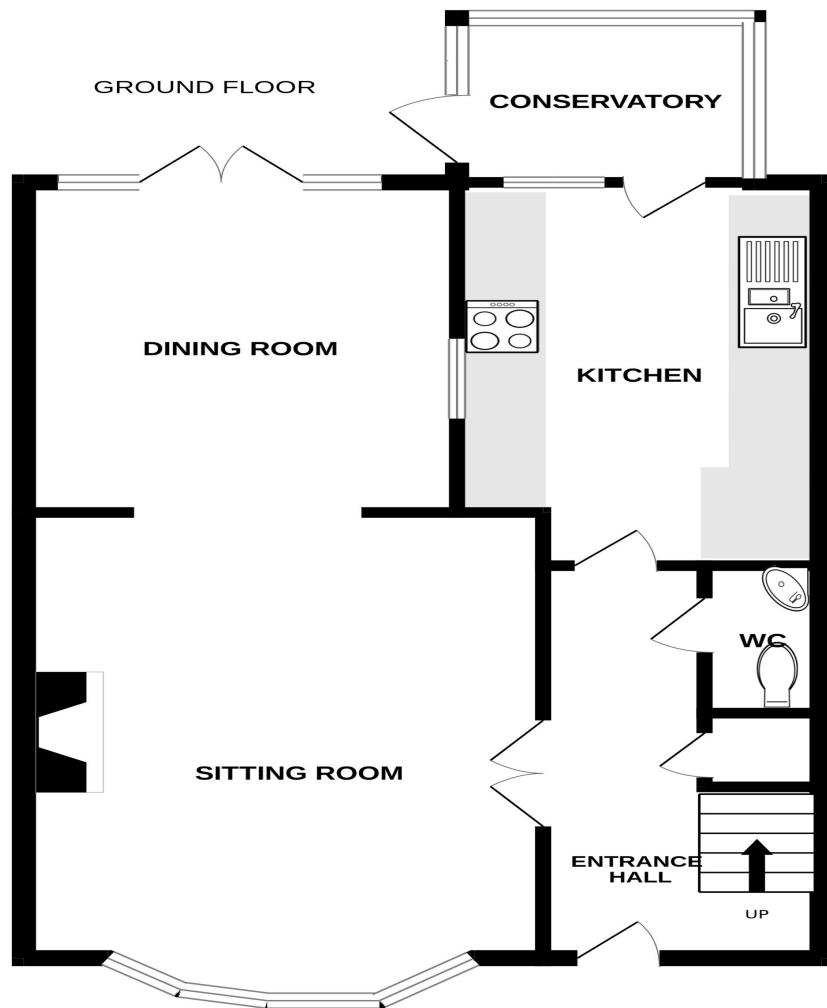 GROUND FLOOR
CONSERVATORY
DINING ROOM
KITCHEN
WC
SITTING ROOM
ENTRANCE
HALL
UP